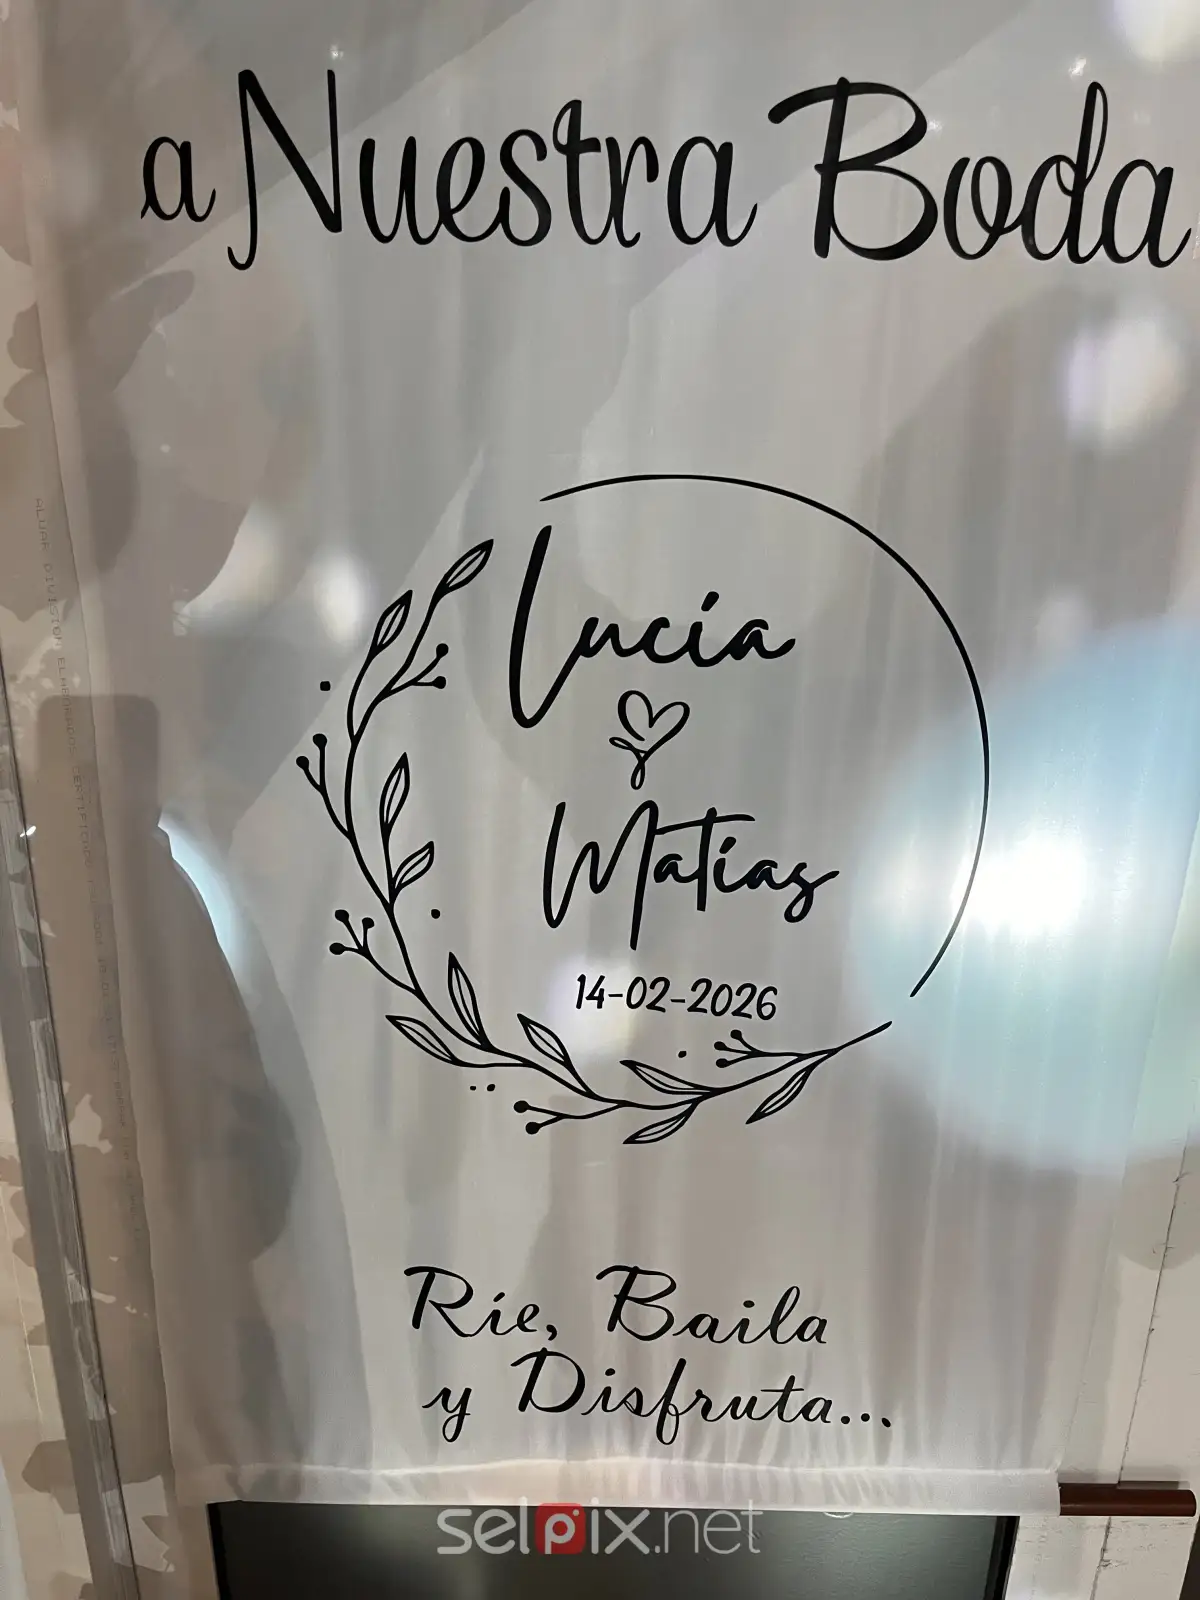 a Nuestra Boda
Lucía
Matías
14-02-2026
Ríe, Baila
y Disfruta...
selpix.net